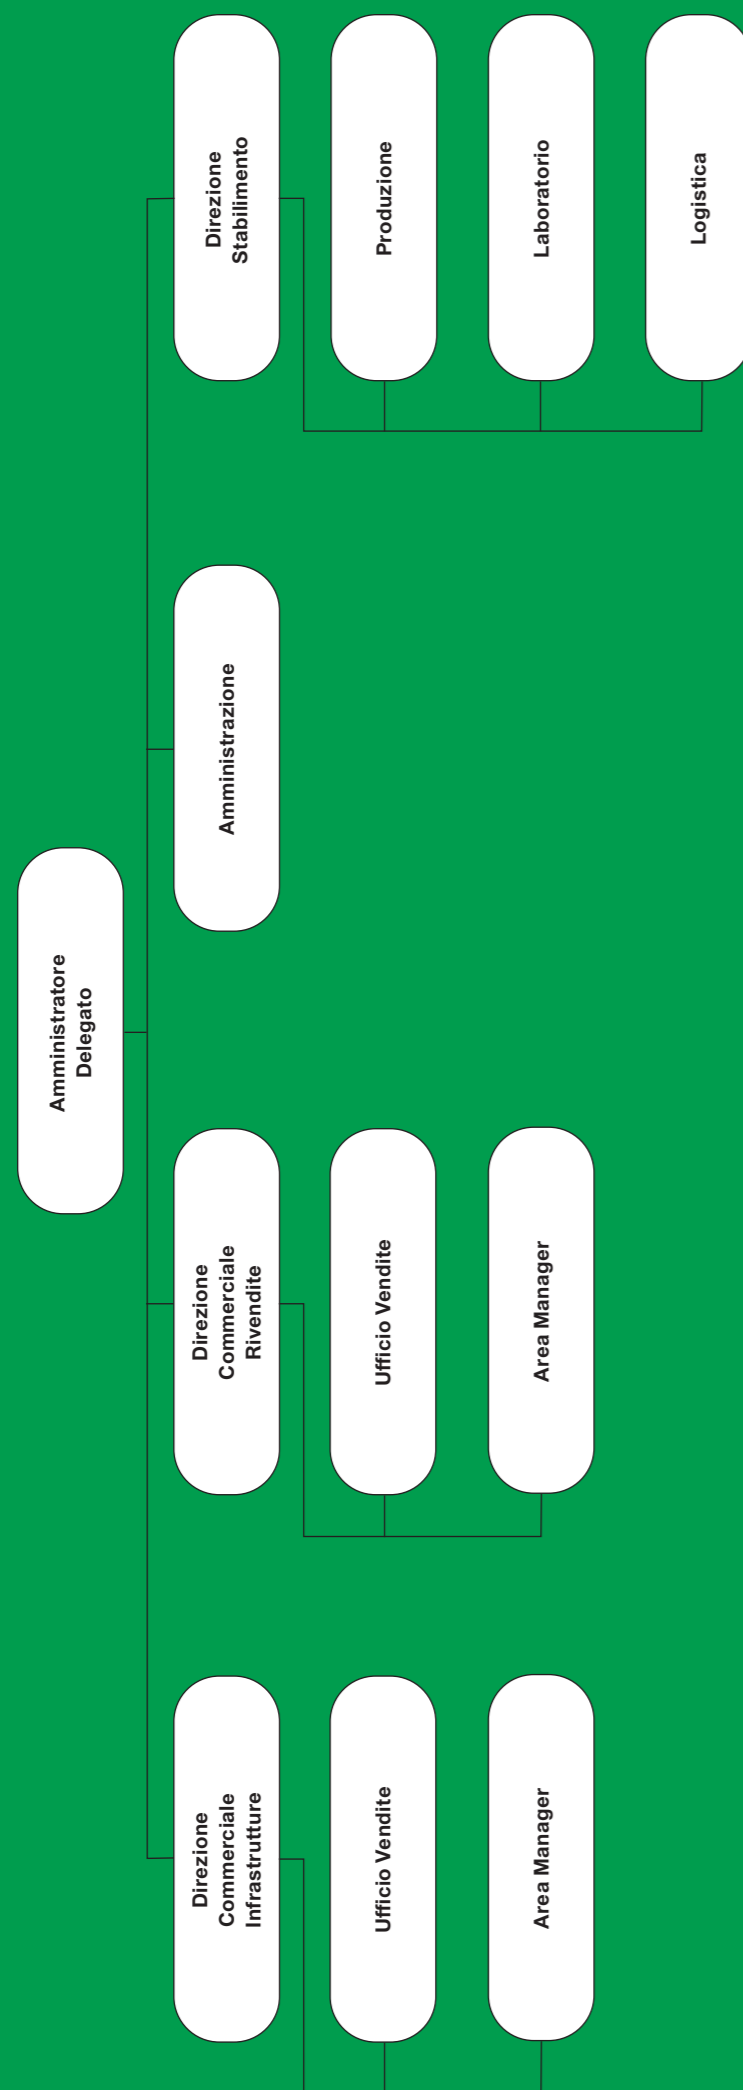 Amministratore
Delegato
Direzione
Commerciale
Infrastrutture
Direzione
Commerciale
Rivendite
Amministrazione
Direzione
Stabilimento
Ufficio Vendite
Ufficio Vendite
Produzione
Area Manager
Area Manager
Laboratorio
Logistica